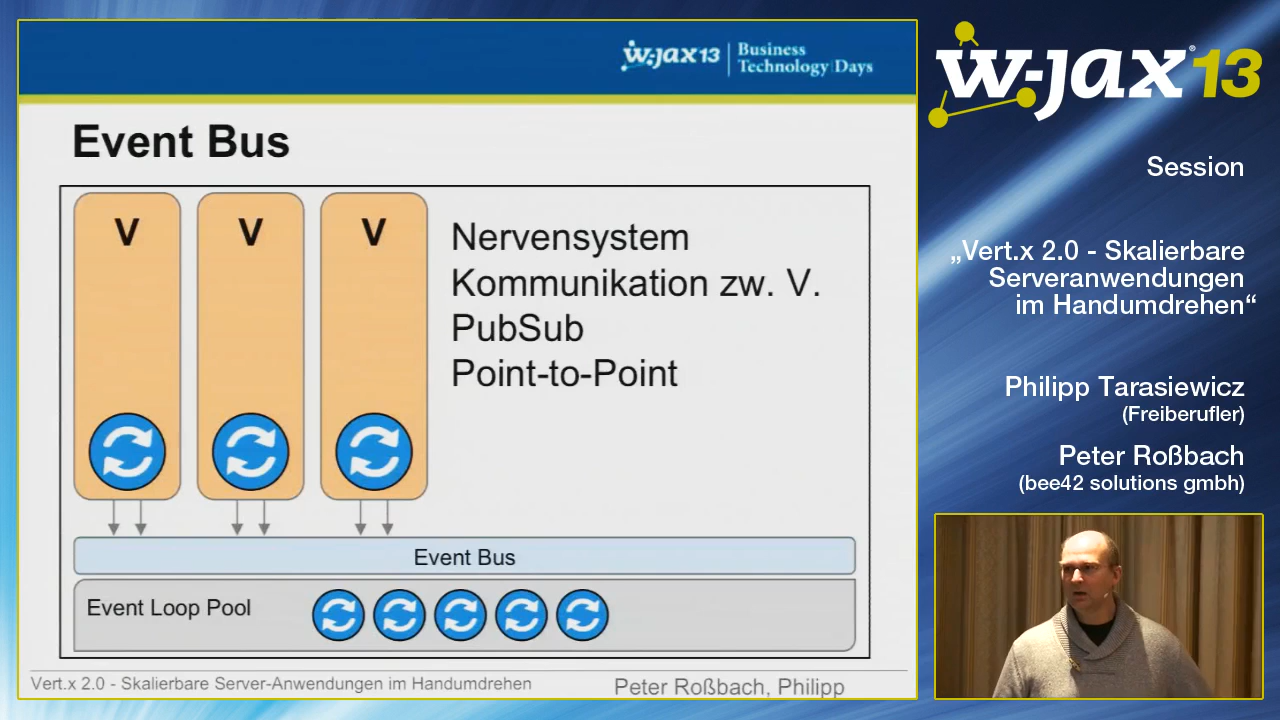 w-jax 13
Business
Technology Days
Event Bus
V
V
V
Nervensystem
Kommunikation zw. V.
PubSub
Point-to-Point
Event Bus
Event Loop Pool
Vert.x 2.0 - Skalierbare Server-Anwendungen im Handumdrehen
Peter Roßbach, Philipp
w-jax® 13
Session
„Vert.x 2.0 - Skalierbare
Serveranwendungen
im Handumdrehen“
Philipp Tarasiewicz
(Freiberufler)
Peter Roßbach
(bee42 solutions gmbh)